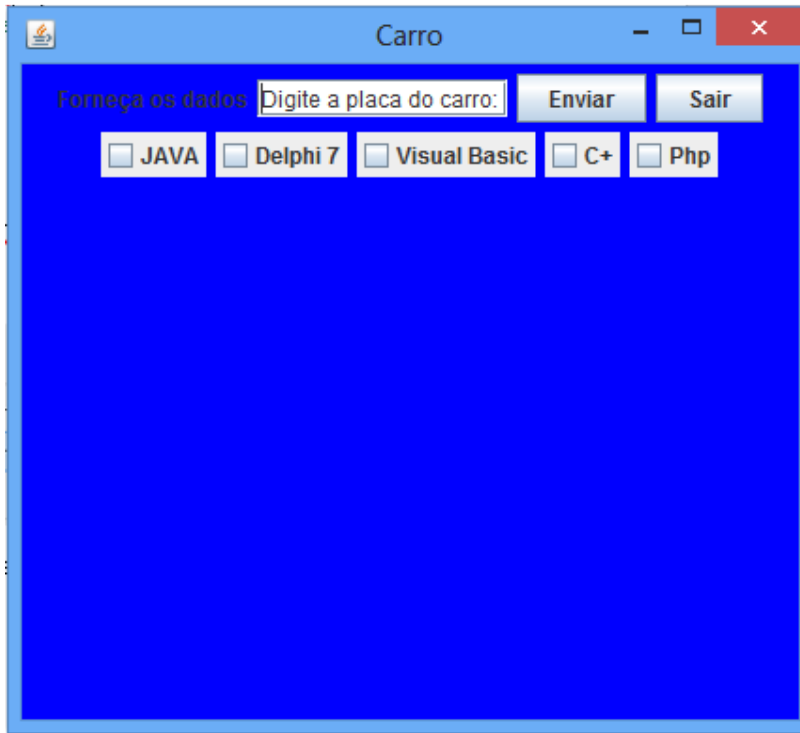 Carro
Forneça os dados Digite a placa do carro: Enviar Sair
JAVA Delphi 7 Visual Basic C+ Php